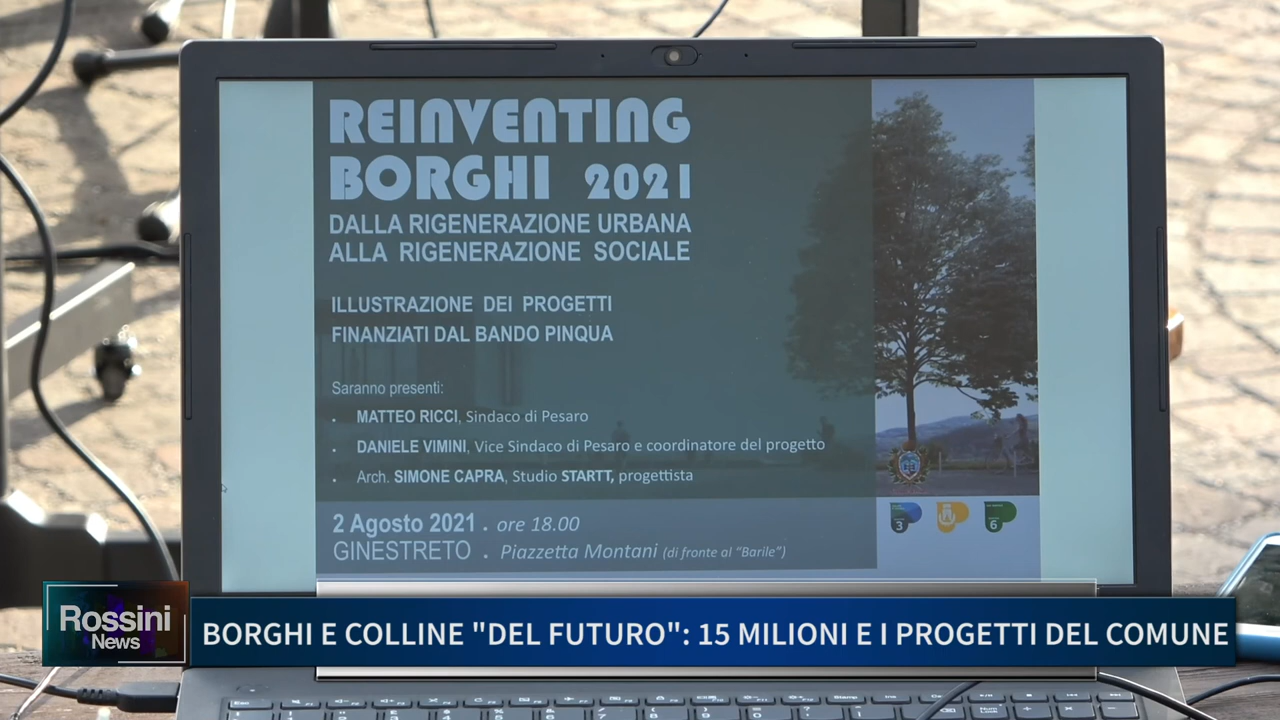 REINVENTING
BORGHI 2021
DALLA RIGENERAZIONE URBANA
ALLA RIGENERAZIONE SOCIALE
ILLUSTRAZIONE DEI PROGETTI
FINANZIATI DAL BANDO PINQUA
Saranno presenti:
• MATTEO RICCI, Sindaco di Pesaro
• DANIELE VIMINI, Vice Sindaco di Pesaro e coordinatore del progetto
• Arch. SIMONE CAPRA, Studio STARTT, progettista
2 Agosto 2021 . ore 18.00
GINESTRETO . Piazzetta Montani (di fronte al "Barile")
3
6
Rossini
News
BORGHI E COLLINE "DEL FUTURO": 15 MILIONI E I PROGETTI DEL COMUNE